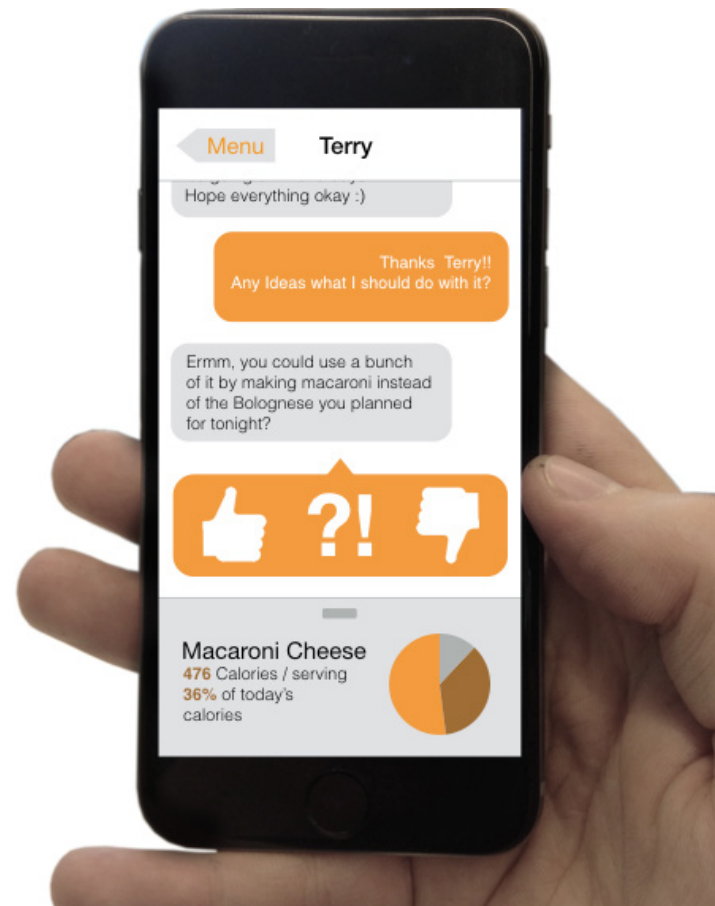 Menu
Terry
Hope everything okay :)
Thanks Terry!!
Any Ideas what I should do with it?
Ermm, you could use a bunch
of it by making macaroni instead
of the Bolognese you planned
for tonight?
?!
Macaroni Cheese
476 Calories / serving
36% of today's
calories